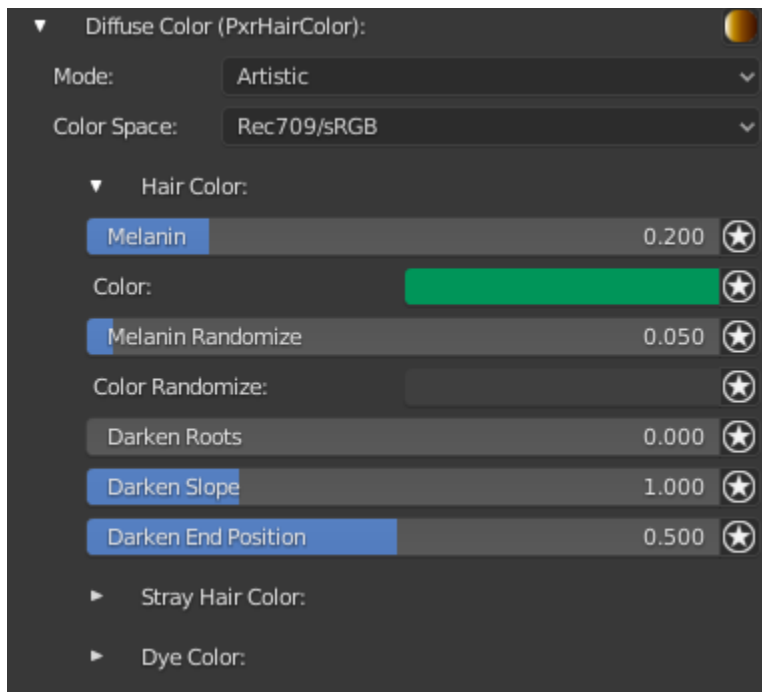 Diffuse Color (PxrHairColor):
Mode: Artistic
Color Space: Rec709/sRGB
Hair Color:
Melanin 0.200
Color:
Melanin Randomize 0.050
Color Randomize:
Darken Roots 0.000
Darken Slope 1.000
Darken End Position 0.500
Stray Hair Color:
Dye Color: